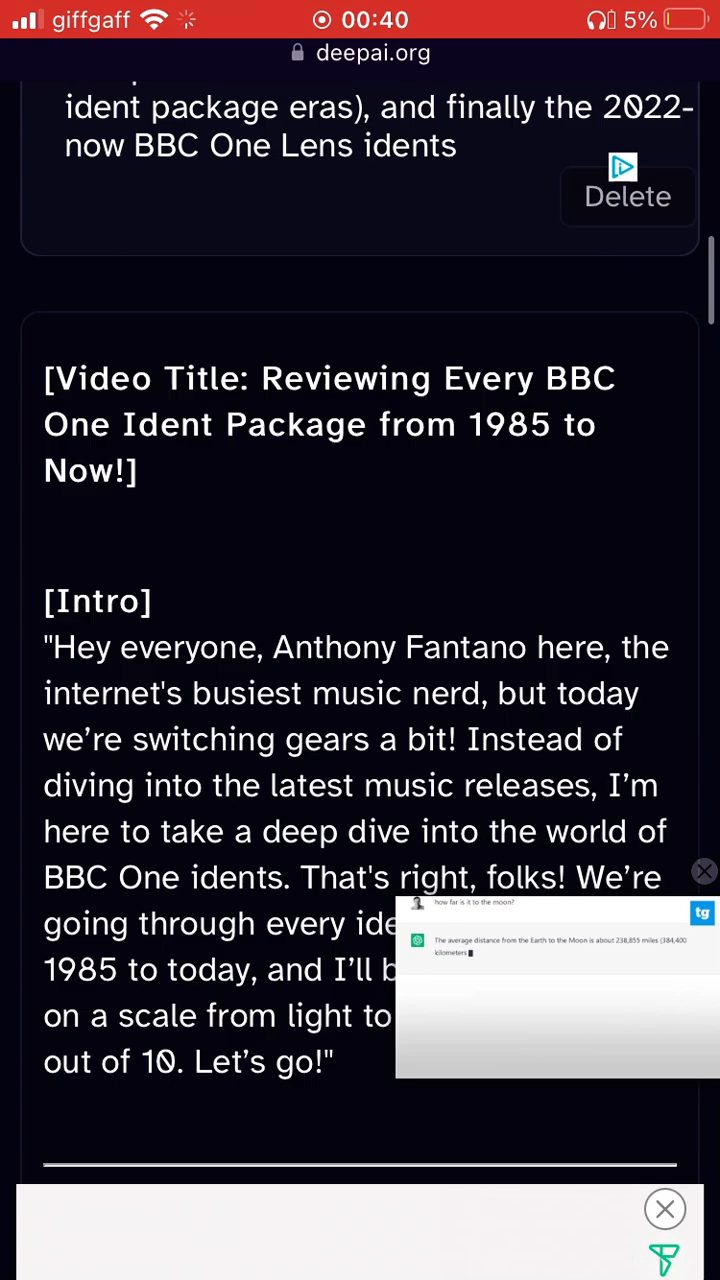 giffgaff 00:40 5%
deepai.org
ident package eras), and finally the 2022-
now BBC One Lens idents
Delete
[Video Title: Reviewing Every BBC
One Ident Package from 1985 to
Now!]
[Intro]
"Hey everyone, Anthony Fantano here, the
internet's busiest music nerd, but today
we’re switching gears a bit! Instead of
diving into the latest music releases, I’m
here to take a deep dive into the world of
BBC One idents. That's right, folks! We’re
going through every ide
1985 to today, and I’ll b
on a scale from light to
out of 10. Let’s go!"
how far is it to the moon?
tg
The average distance from the Earth to the Moon is about 238,855 miles (384,400
kilometers